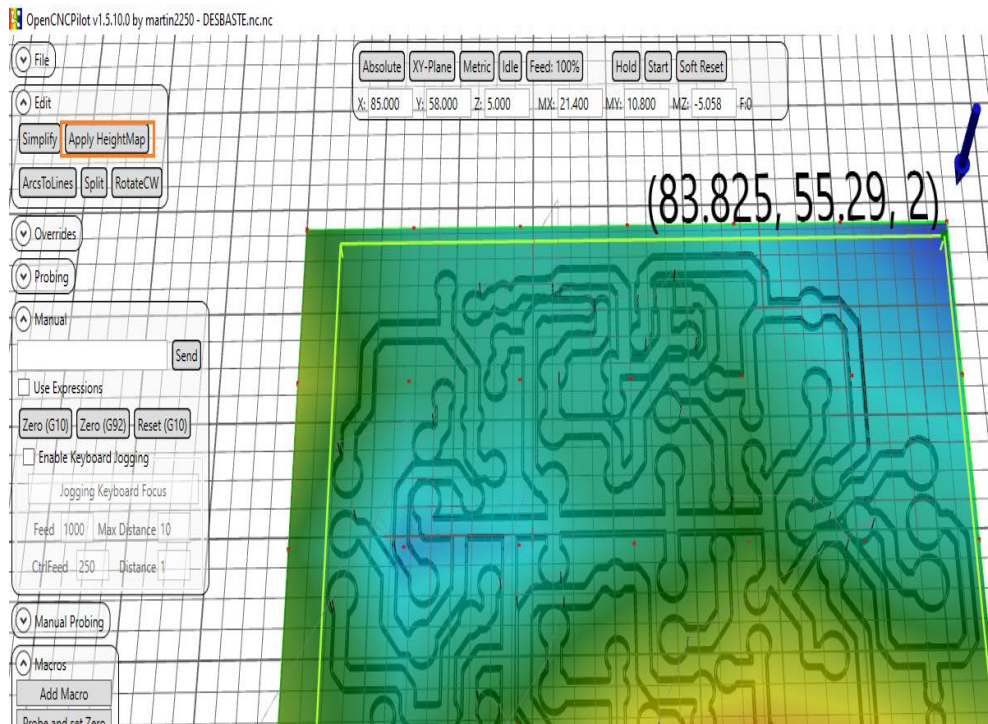 OpenCNCPilot v1.5.10.0 by martin2250 - DESBASTE.nc.nc
File
Absolute XY-Plane Metric Idle Feed: 100% Hold Start Soft Reset
X: 85.000 Y: 58.000 Z: 5.000 MX: 21.400 MY: 10.800 MZ: -5.058 F:0
Edit
Simplify Apply HeightMap
ArcsToLines Split RotateCW
(83.825, 55.29, 2)
Overrides
Probing
Manual
Send
Use Expressions
Zero (G10) Zero (G92) Reset (G10)
Enable Keyboard Jogging
Jogging Keyboard Focus
Feed 1000 Max Distance 10
CtrlFeed 250 Distance 1
Manual Probing
Macros
Add Macro
Probe and set Zero